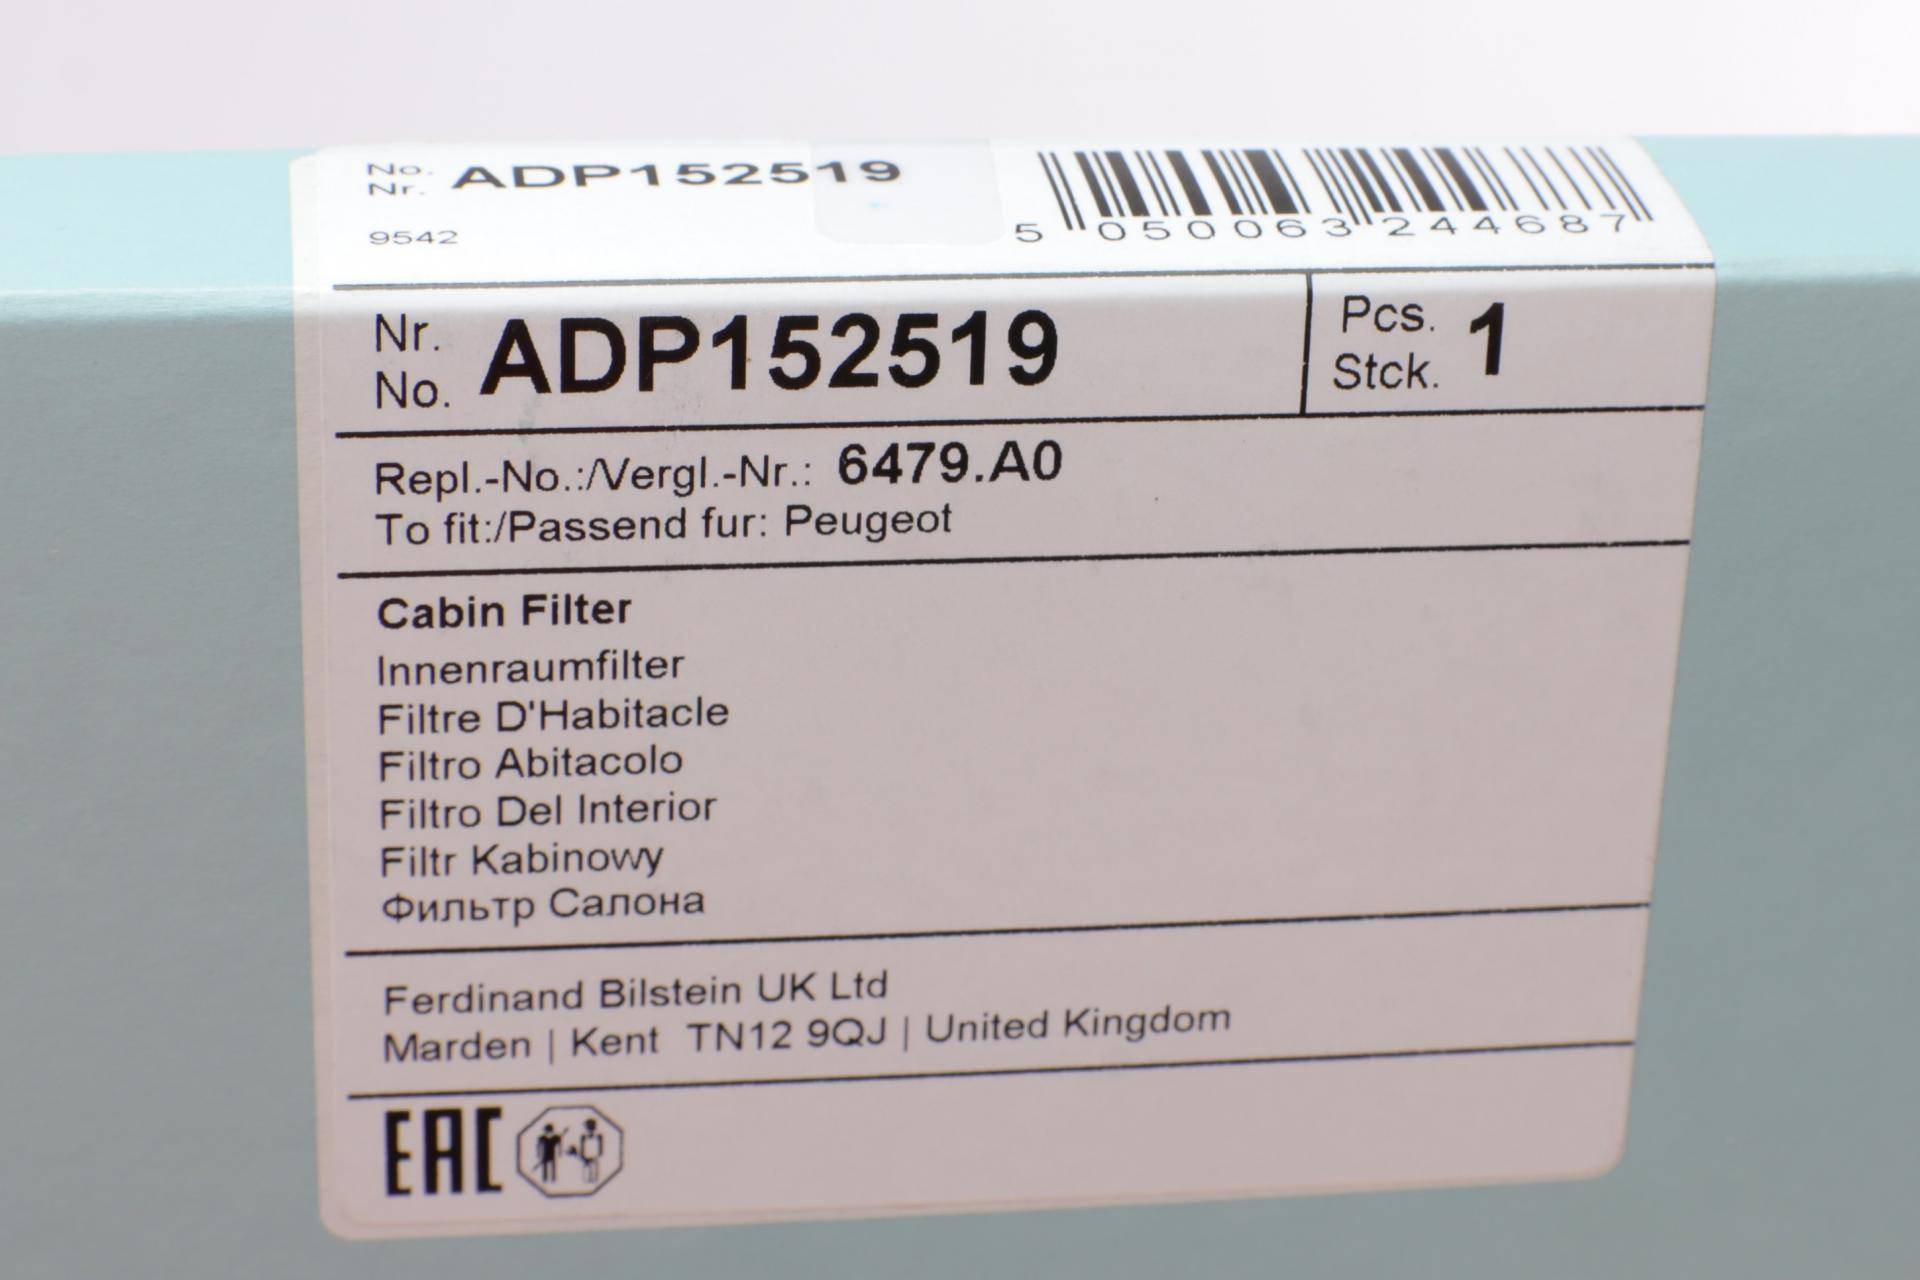 No.
Nr. ADP152519
9542
5 050063 244687
Nr.
No. ADP152519
Pcs.
Stck. 1
Repl.-No.:/Vergl.-Nr.: 6479.A0
To fit:/Passend fur: Peugeot
Cabin Filter
Innenraumfilter
Filtre D'Habitacle
Filtro Abitacolo
Filtro Del Interior
Filtr Kabinowy
Фильтр Салона
Ferdinand Bilstein UK Ltd
Marden | Kent TN12 9QJ | United Kingdom
EAC